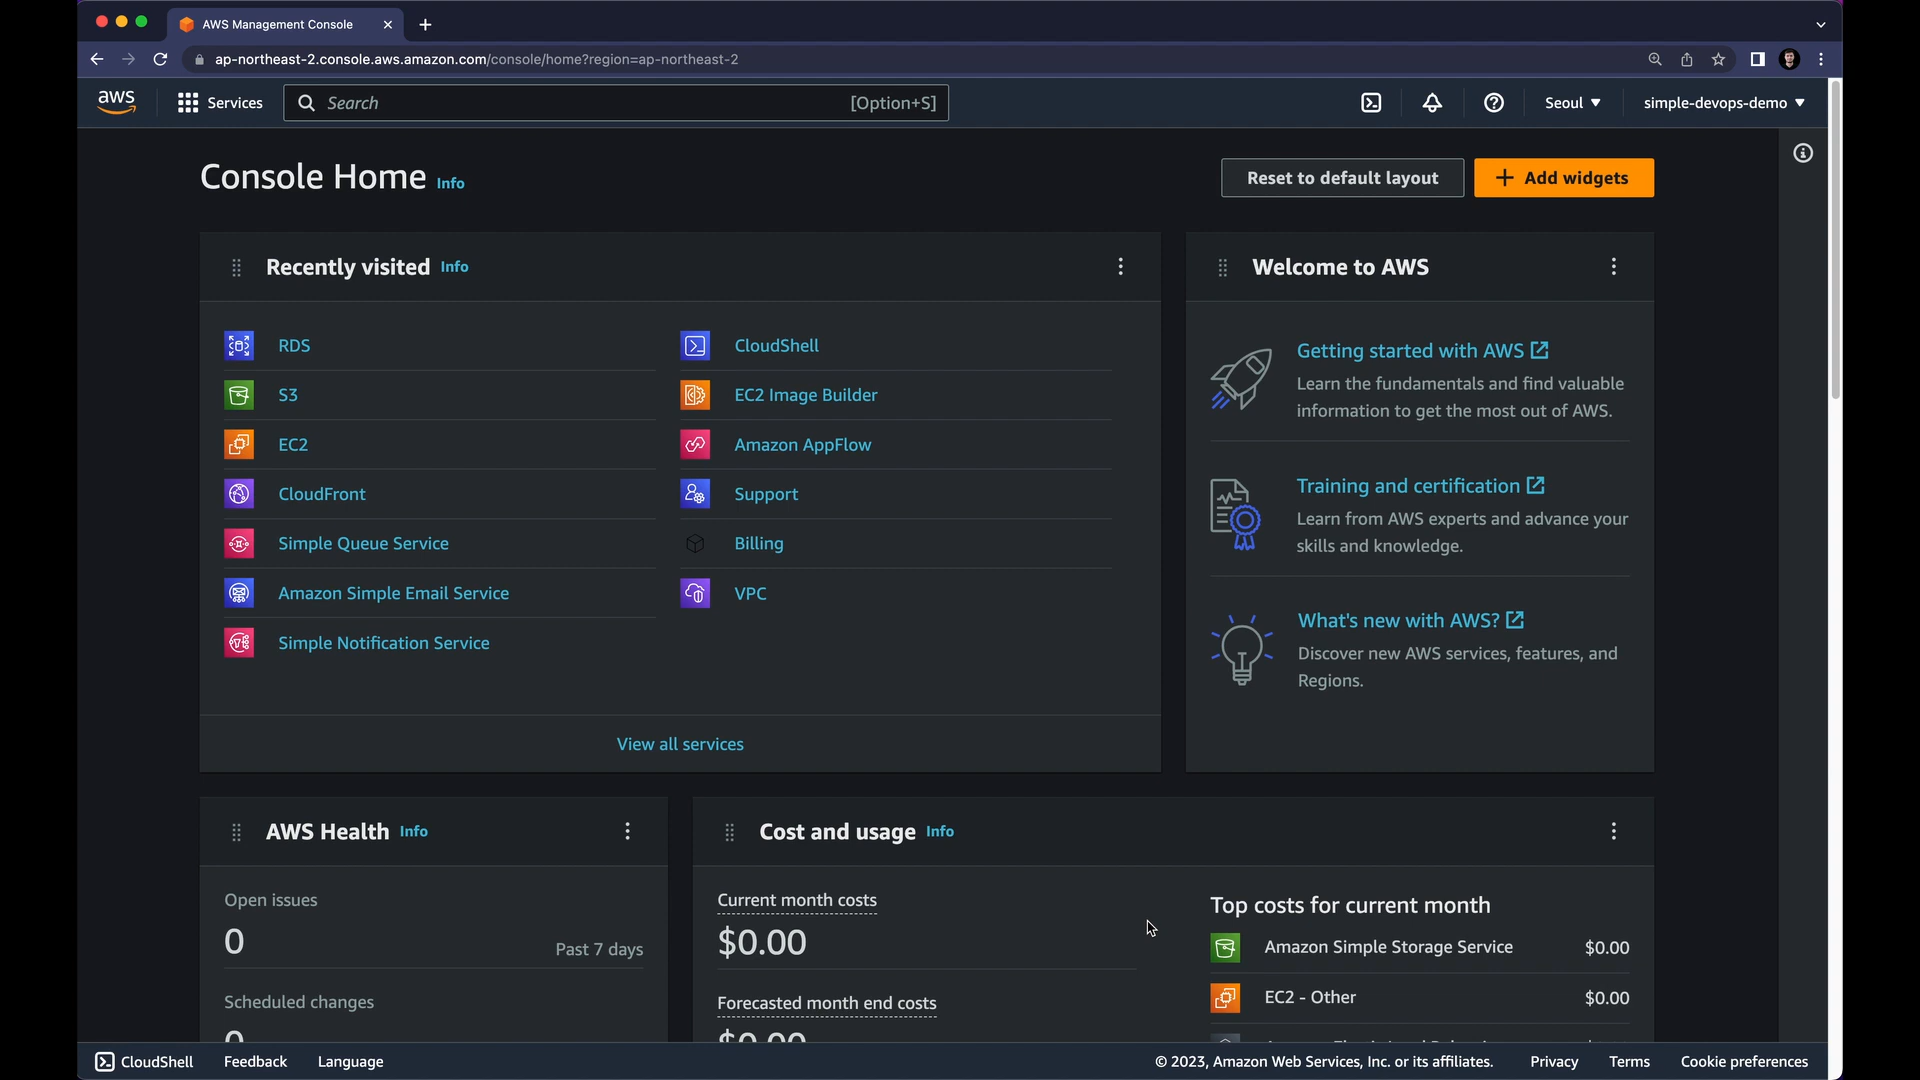 AWS Management Console
ap-northeast-2.console.aws.amazon.com/console/home?region=ap-northeast-2
aws
Services
Search
[Option+S]
Seoul
simple-devops-demo
Console Home Info
Reset to default layout
Add widgets
Recently visited Info
RDS
S3
EC2
CloudFront
Simple Queue Service
Amazon Simple Email Service
Simple Notification Service
CloudShell
EC2 Image Builder
Amazon AppFlow
Support
Billing
VPC
View all services
Welcome to AWS
Getting started with AWS
Learn the fundamentals and find valuable
information to get the most out of AWS.
Training and certification
Learn from AWS experts and advance your
skills and knowledge.
What's new with AWS?
Discover new AWS services, features, and
Regions.
AWS Health Info
Open issues
0
Past 7 days
Scheduled changes
0
Cost and usage Info
Current month costs
$0.00
Forecasted month end costs
$0.00
Top costs for current month
Amazon Simple Storage Service $0.00
EC2 - Other $0.00
CloudShell
Feedback
Language
© 2023, Amazon Web Services, Inc. or its affiliates.
Privacy
Terms
Cookie preferences